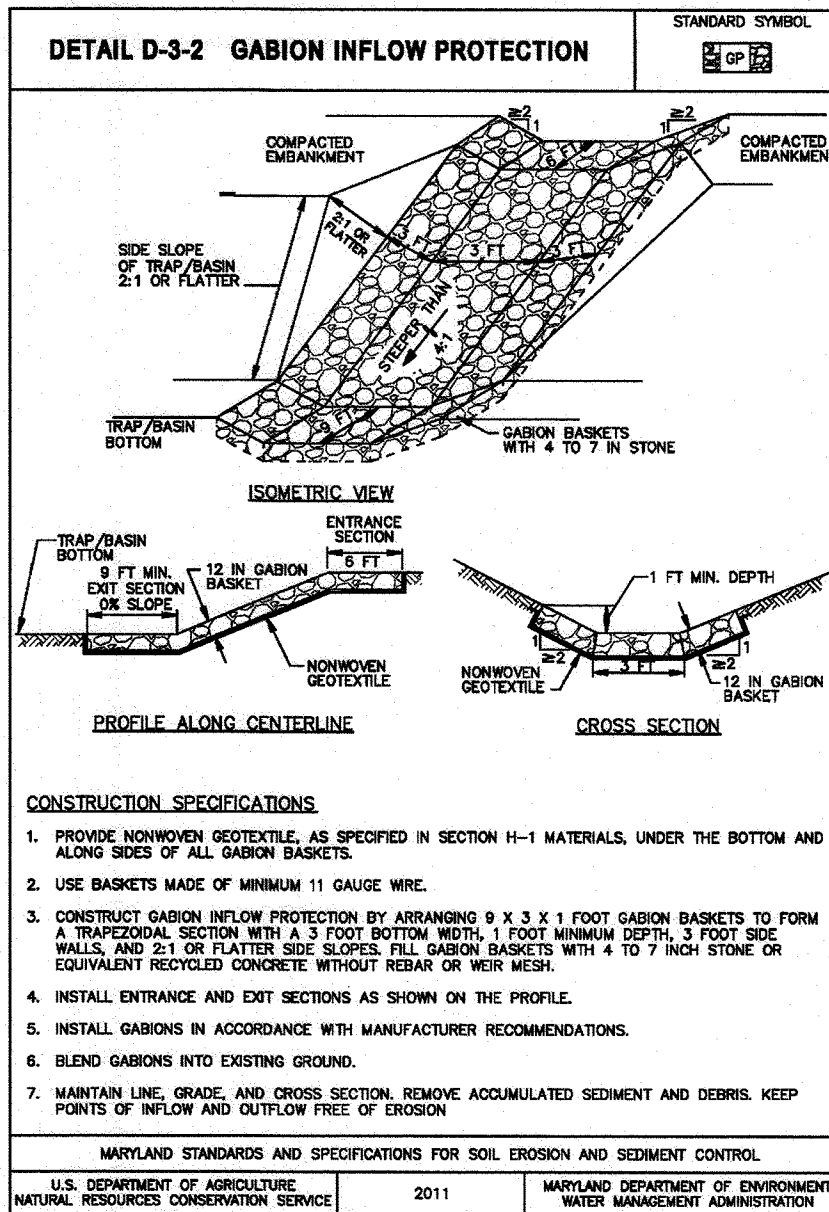 DETAIL D-3-2 GABION INFLOW PROTECTION
STANDARD SYMBOL
GP
≥2
1
≥2
1
COMPACTED
EMBANKMENT
6 FT
COMPACTED
EMBANKMEN
2:1 OR
FLATTER
3 FT
3 FT
FT
SIDE SLOPE
OF TRAP/BASIN
2:1 OR FLATTER
STEEPER THAN
4:1
9 FT
TRAP/BASIN
BOTTOM
GABION BASKETS
WITH 4 TO 7 IN STONE
ISOMETRIC VIEW
TRAP/BASIN
BOTTOM
9 FT MIN.
EXIT SECTION
0% SLOPE
12 IN GABION
BASKET
ENTRANCE
SECTION
6 FT
NONWOVEN
GEOTEXTILE
PROFILE ALONG CENTERLINE
1 FT MIN. DEPTH
1
≥2
3 FT
1
≥2
NONWOVEN
GEOTEXTILE
12 IN GABION
BASKET
CROSS SECTION
CONSTRUCTION SPECIFICATIONS
1. PROVIDE NONWOVEN GEOTEXTILE, AS SPECIFIED IN SECTION H-1 MATERIALS, UNDER THE BOTTOM AND
ALONG SIDES OF ALL GABION BASKETS.
2. USE BASKETS MADE OF MINIMUM 11 GAUGE WIRE.
3. CONSTRUCT GABION INFLOW PROTECTION BY ARRANGING 9 X 3 X 1 FOOT GABION BASKETS TO FORM
A TRAPEZOIDAL SECTION WITH A 3 FOOT BOTTOM WIDTH, 1 FOOT MINIMUM DEPTH, 3 FOOT SIDE
WALLS, AND 2:1 OR FLATTER SIDE SLOPES. FILL GABION BASKETS WITH 4 TO 7 INCH STONE OR
EQUIVALENT RECYCLED CONCRETE WITHOUT REBAR OR WEIR MESH.
4. INSTALL ENTRANCE AND EXIT SECTIONS AS SHOWN ON THE PROFILE.
5. INSTALL GABIONS IN ACCORDANCE WITH MANUFACTURER RECOMMENDATIONS.
6. BLEND GABIONS INTO EXISTING GROUND.
7. MAINTAIN LINE, GRADE, AND CROSS SECTION. REMOVE ACCUMULATED SEDIMENT AND DEBRIS. KEEP
POINTS OF INFLOW AND OUTFLOW FREE OF EROSION
MARYLAND STANDARDS AND SPECIFICATIONS FOR SOIL EROSION AND SEDIMENT CONTROL
U.S. DEPARTMENT OF AGRICULTURE
NATURAL RESOURCES CONSERVATION SERVICE
2011
MARYLAND DEPARTMENT OF ENVIRONMENT
WATER MANAGEMENT ADMINISTRATION